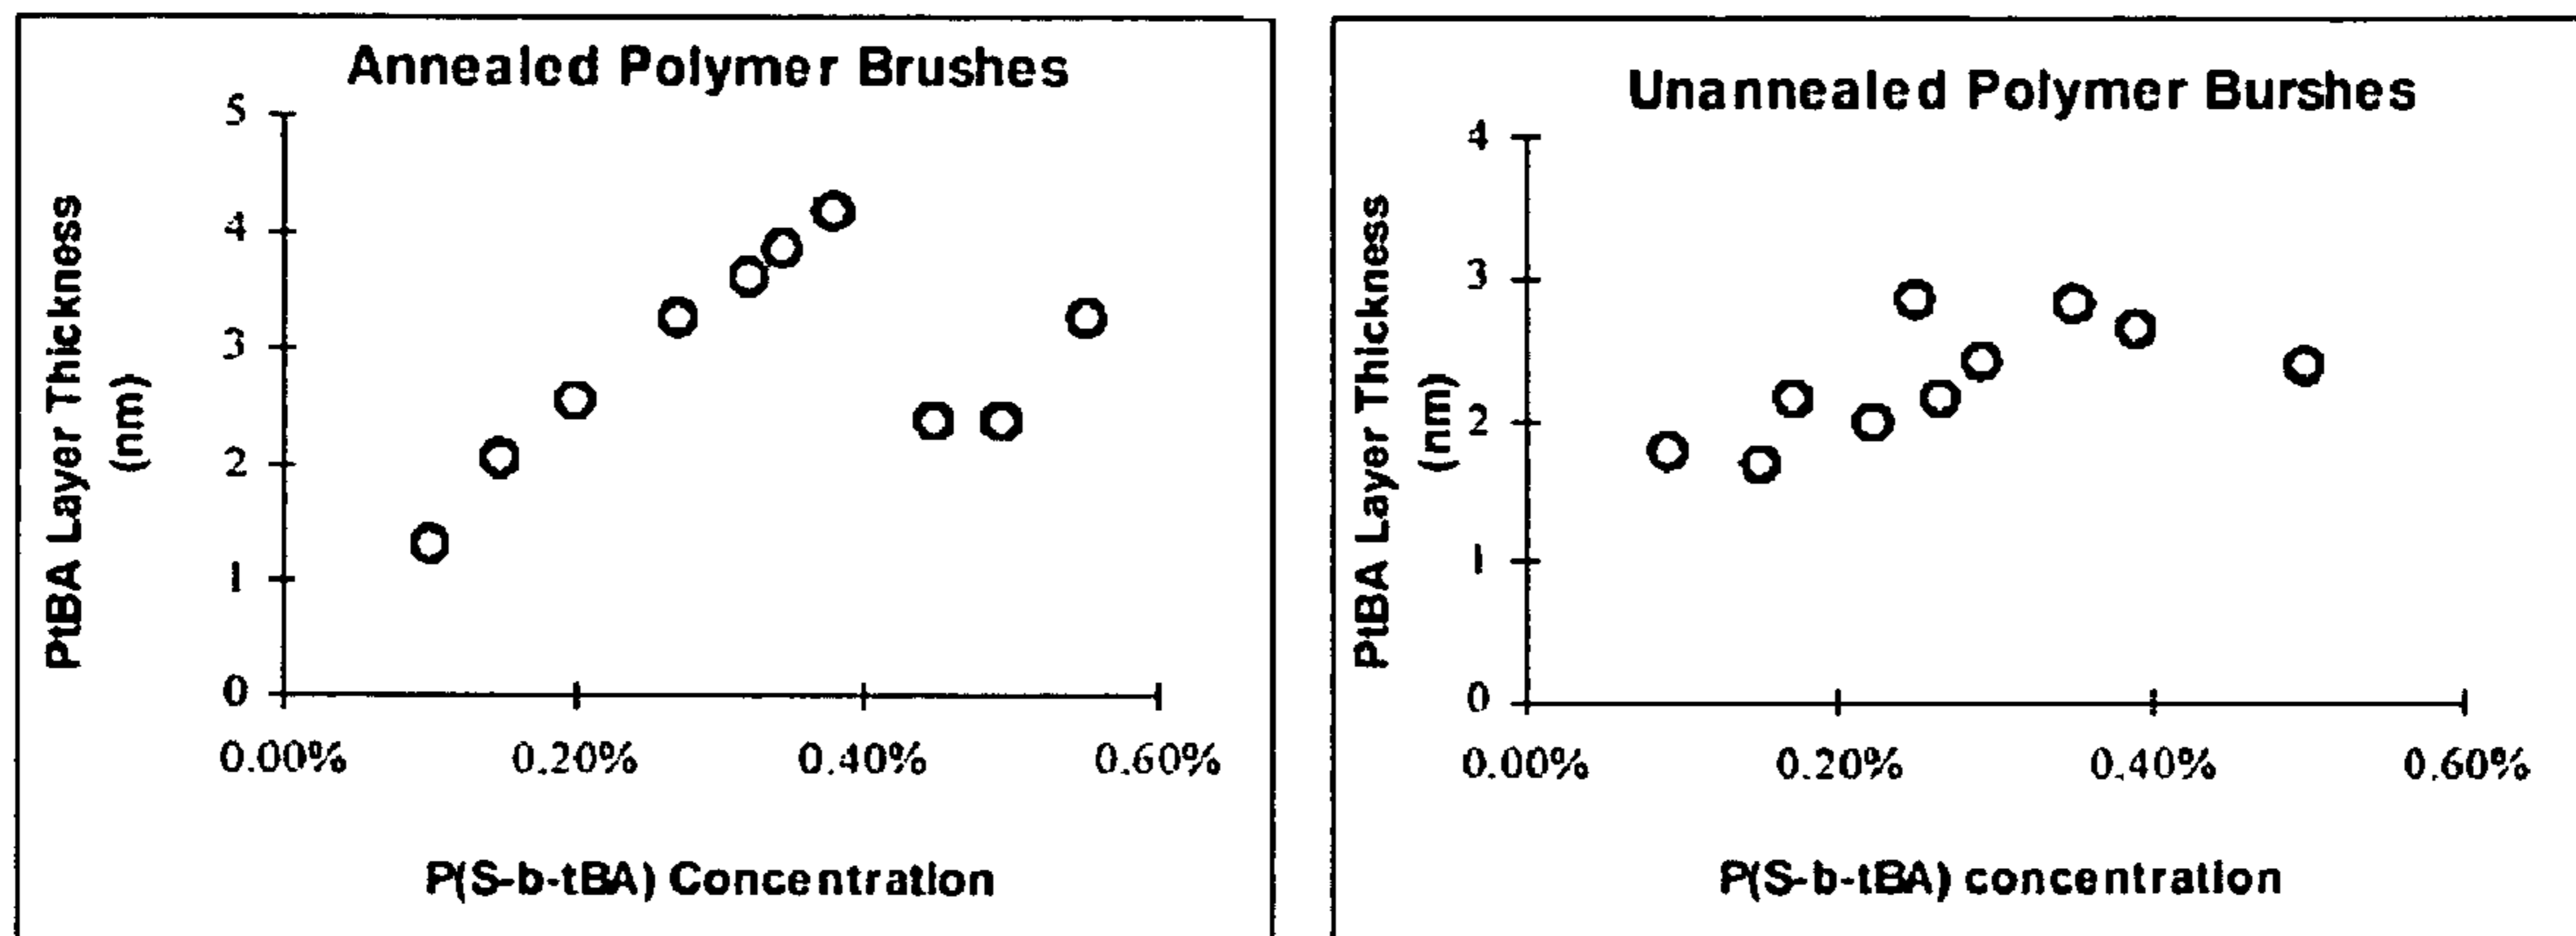 Annealed Polymer Brushes
5
4
3
2
1
0
PtBA Layer Thickness
(nm)
0.00%
0.20%
0.40%
0.60%
P(S-b-tBA) Concentration
Unannealed Polymer Burshes
4
3
2
1
0
PtBA Layer Thickness
(nm)
0.00%
0.20%
0.40%
0.60%
P(S-b-tBA) concentration